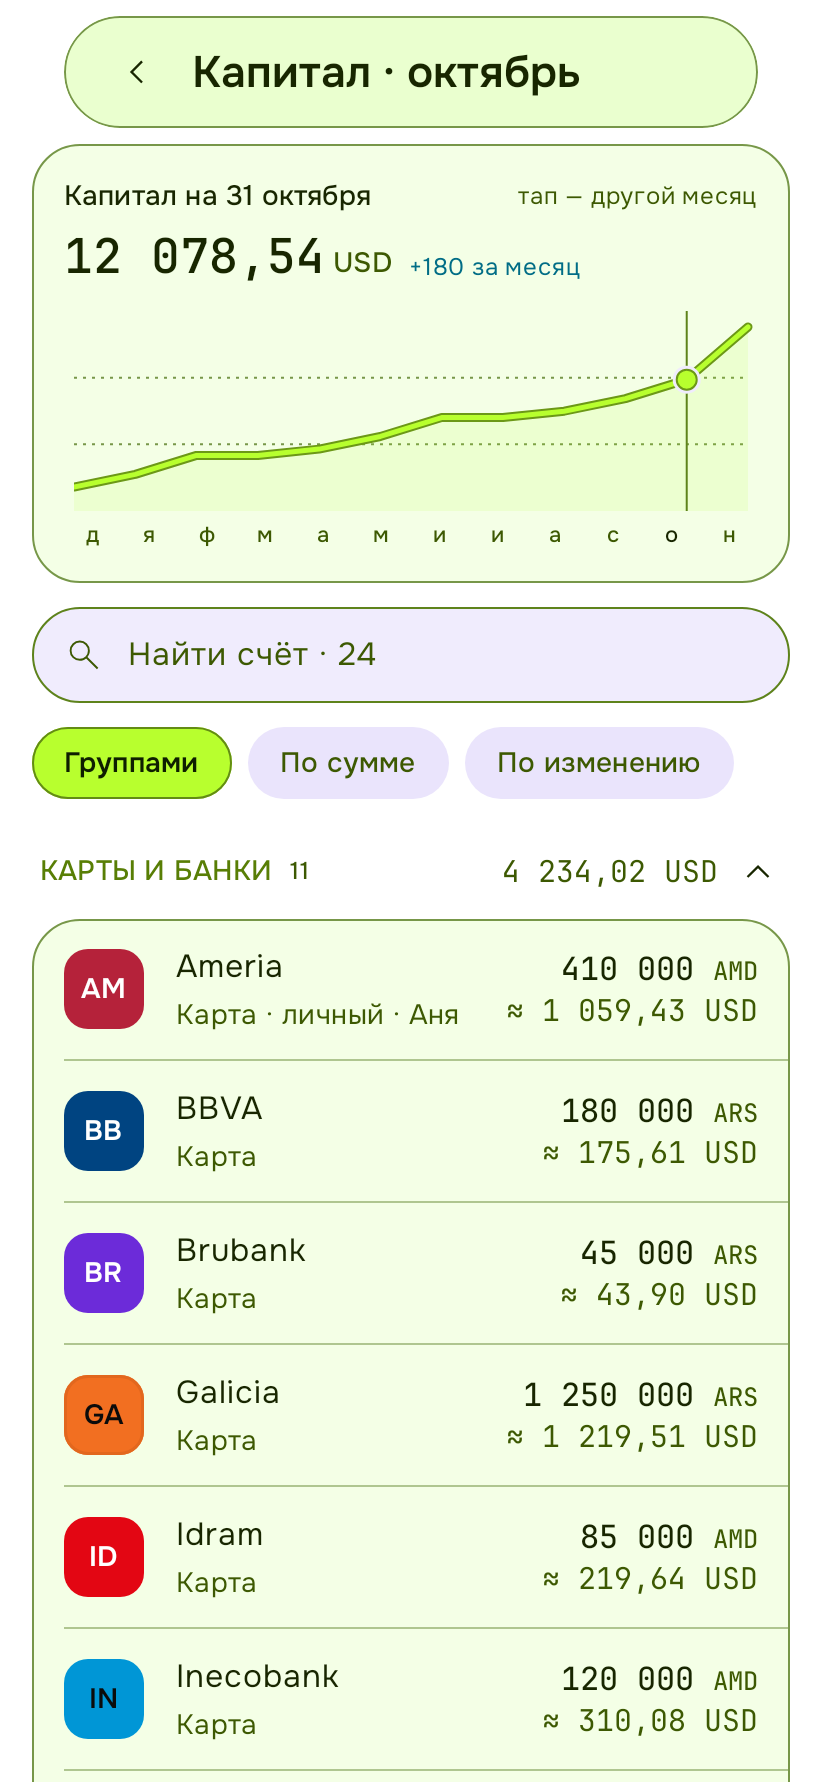 Капитал · октябрь
Капитал на 31 октября
тап — другой месяц
12 078,54 USD +180 за месяц
д я ф м а м и и а с о н
Найти счёт · 24
Группами По сумме По изменению
КАРТЫ И БАНКИ 11 4 234,02 USD
AM Ameria 410 000 AMD
Карта · личный · Аня ≈ 1 059,43 USD
BB BBVA 180 000 ARS
Карта ≈ 175,61 USD
BR Brubank 45 000 ARS
Карта ≈ 43,90 USD
GA Galicia 1 250 000 ARS
Карта ≈ 1 219,51 USD
ID Idram 85 000 AMD
Карта ≈ 219,64 USD
IN Inecobank 120 000 AMD
Карта ≈ 310,08 USD